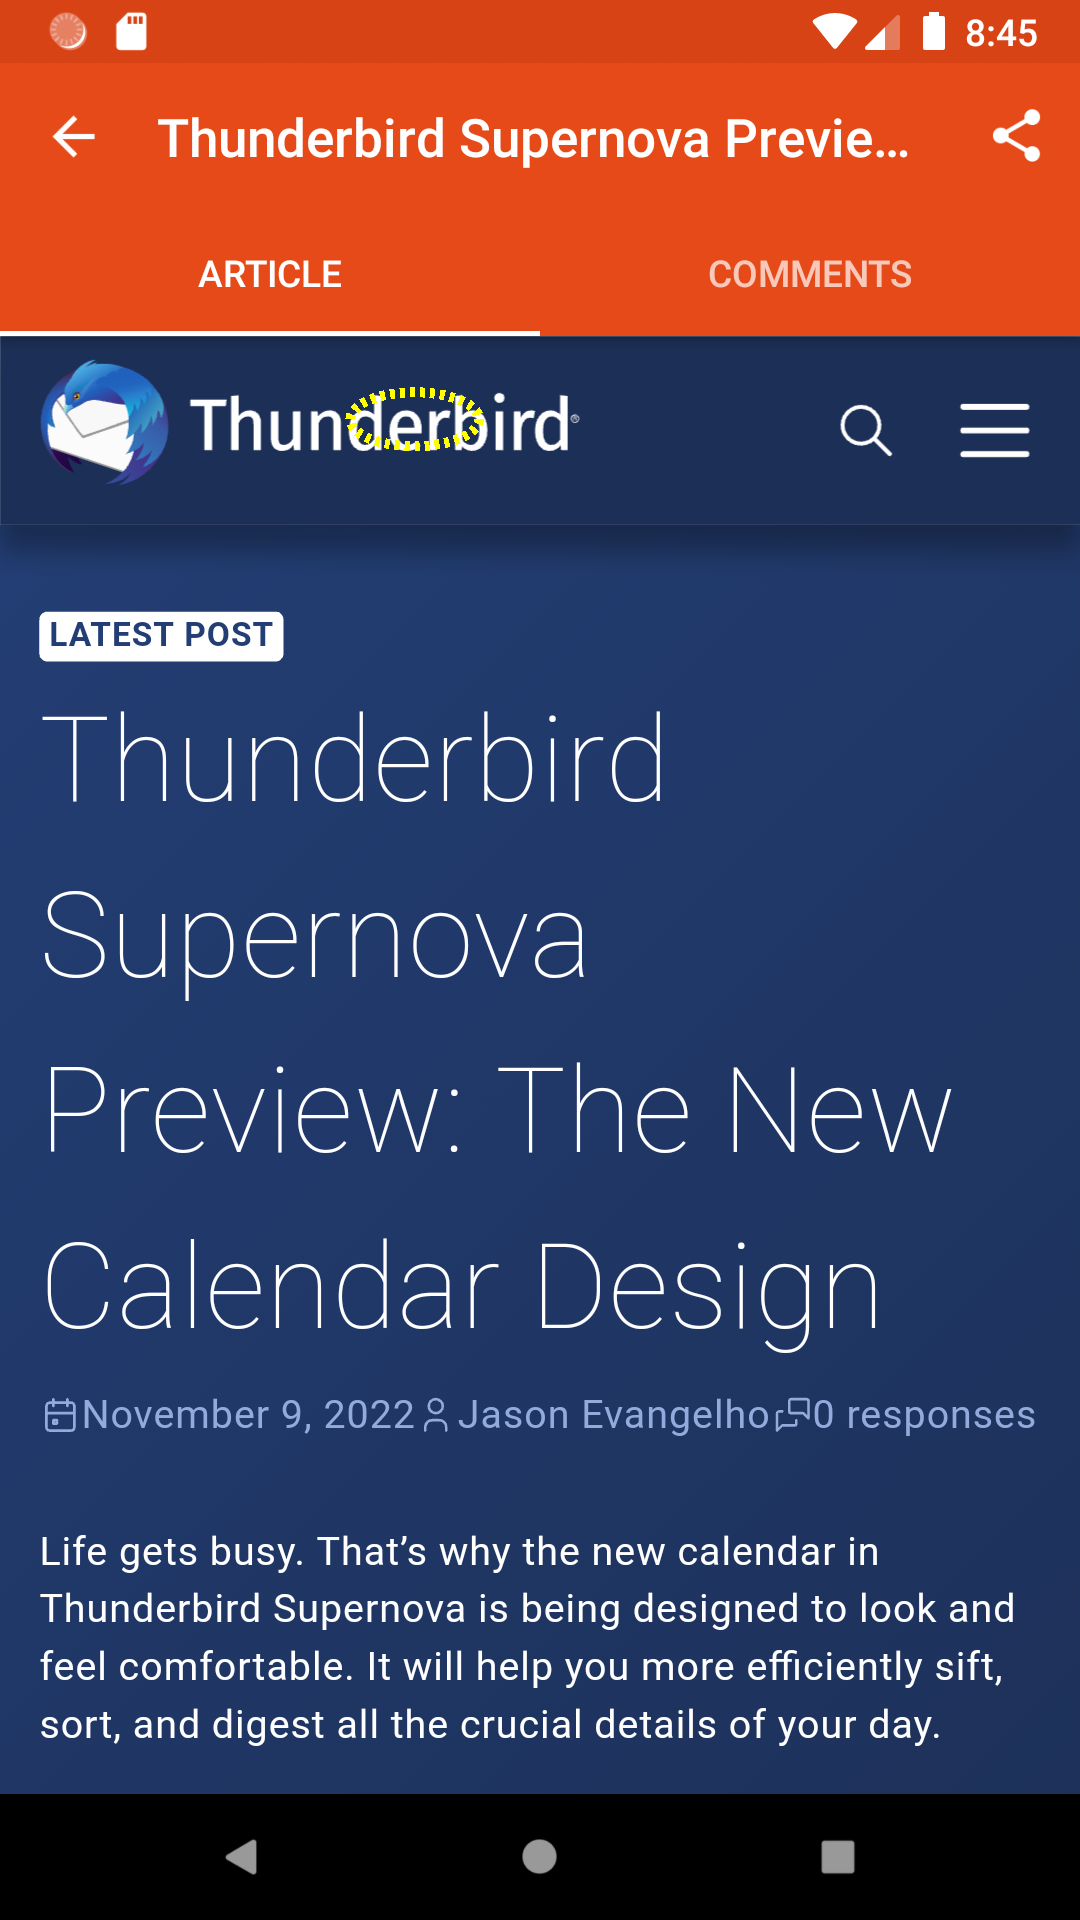 8:45
Thunderbird Supernova Previe...
ARTICLE
COMMENTS
Thunderbird®
LATEST POST
Thunderbird
Supernova
Preview: The New
Calendar Design
November 9, 2022 Jason Evangelho 0 responses
Life gets busy. That’s why the new calendar in
Thunderbird Supernova is being designed to look and
feel comfortable. It will help you more efficiently sift,
sort, and digest all the crucial details of your day.